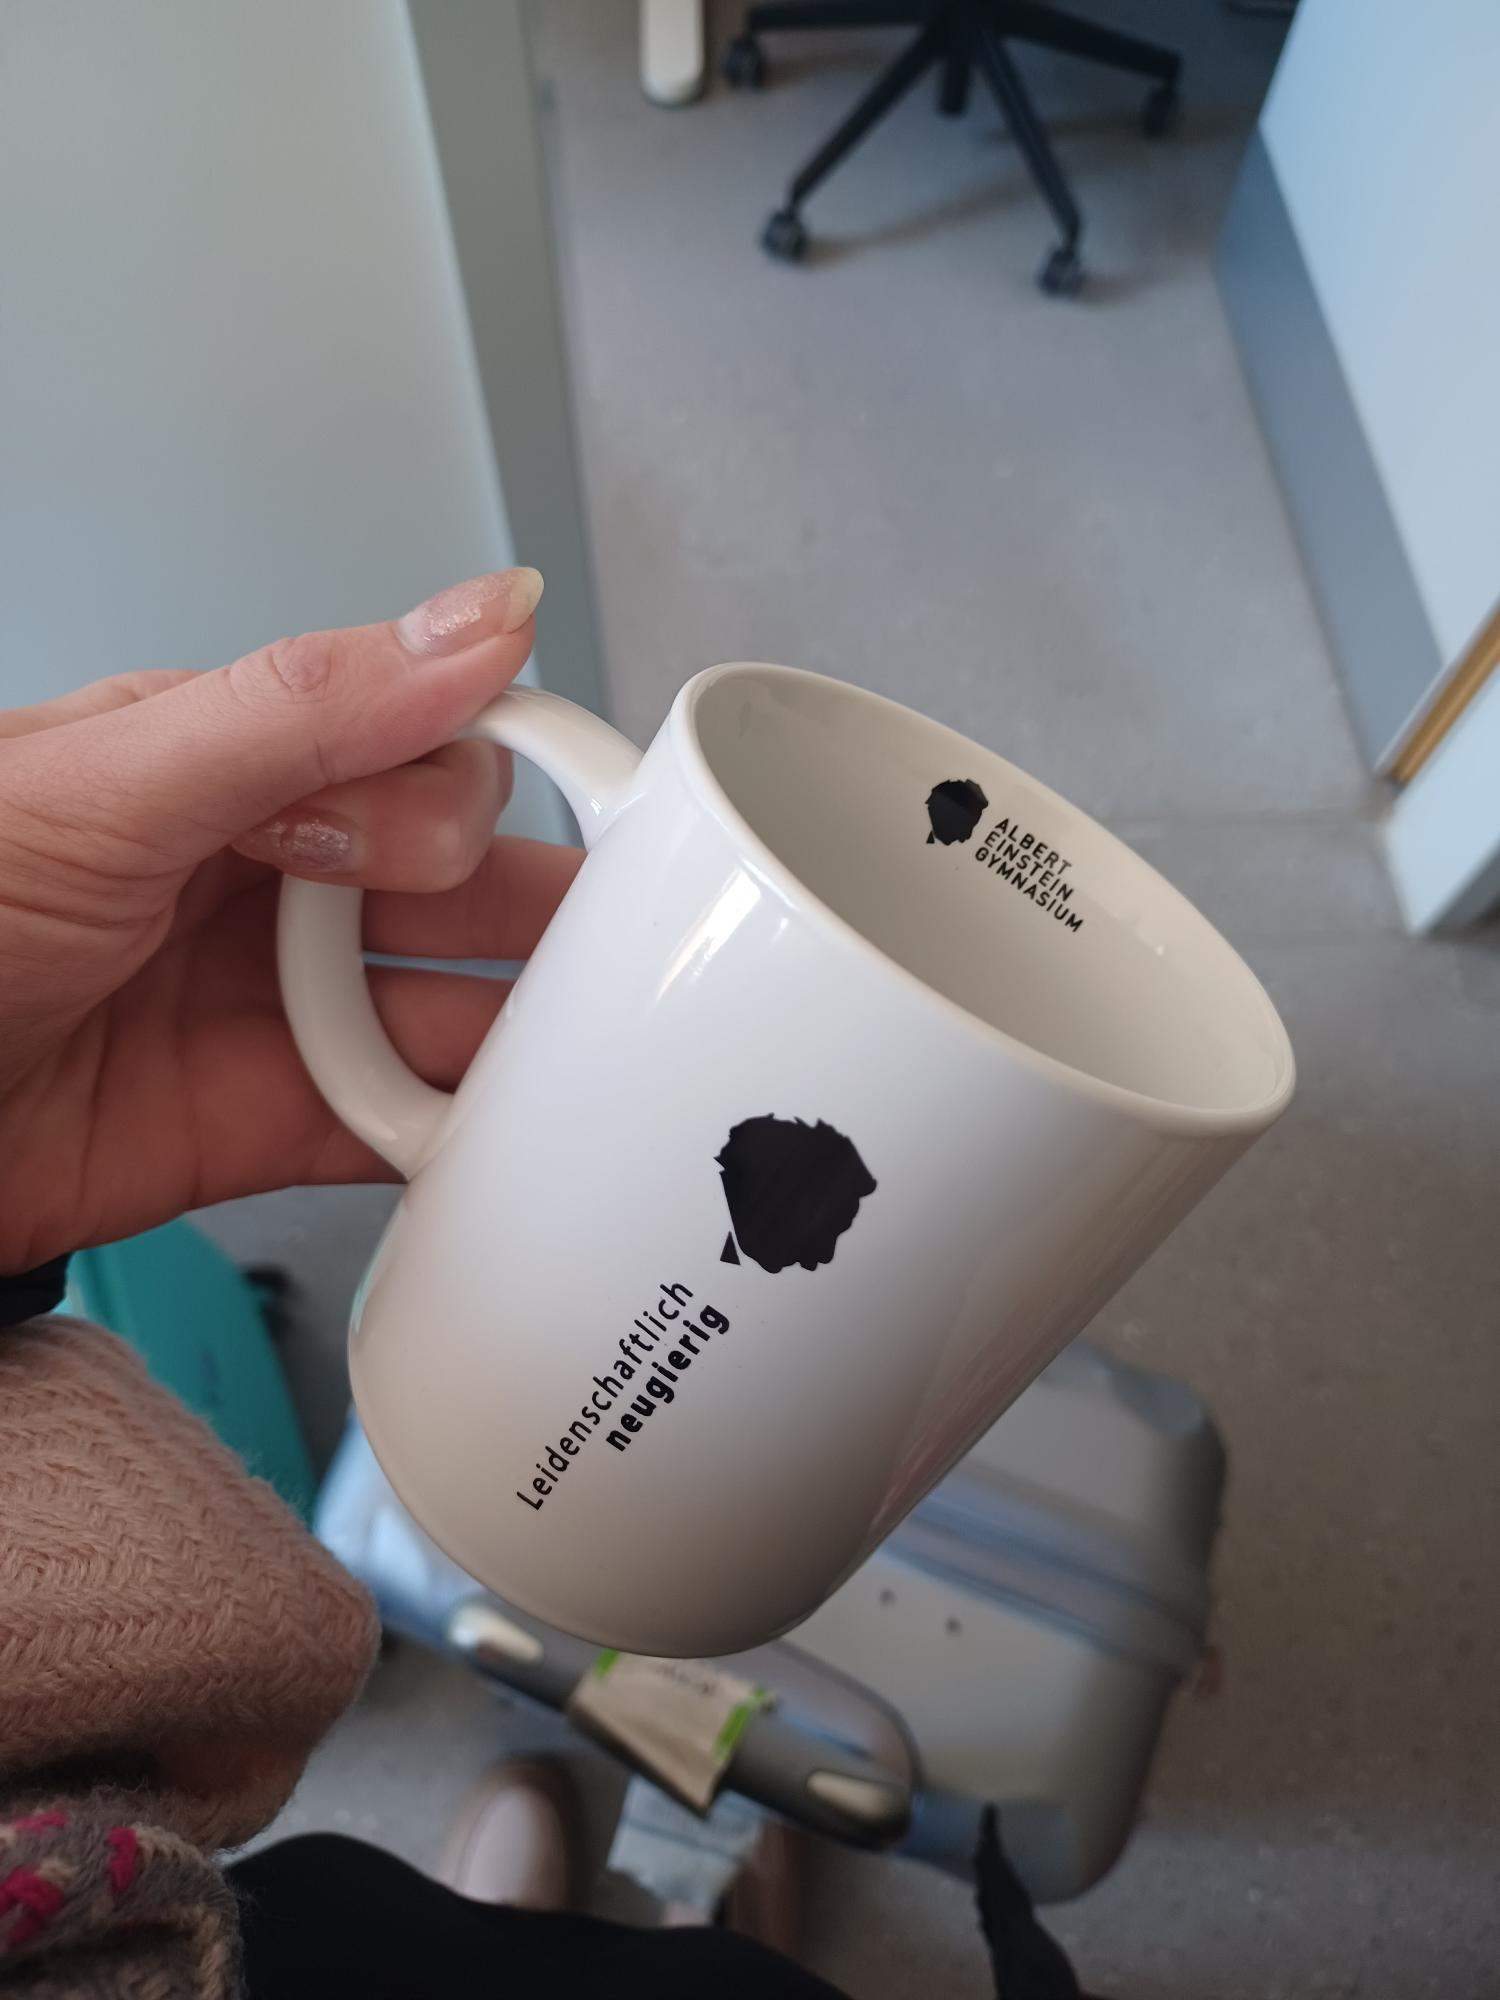 ALBERT
EINSTEIN
GYMNASIUM
Leidenschaftlich
neugierig